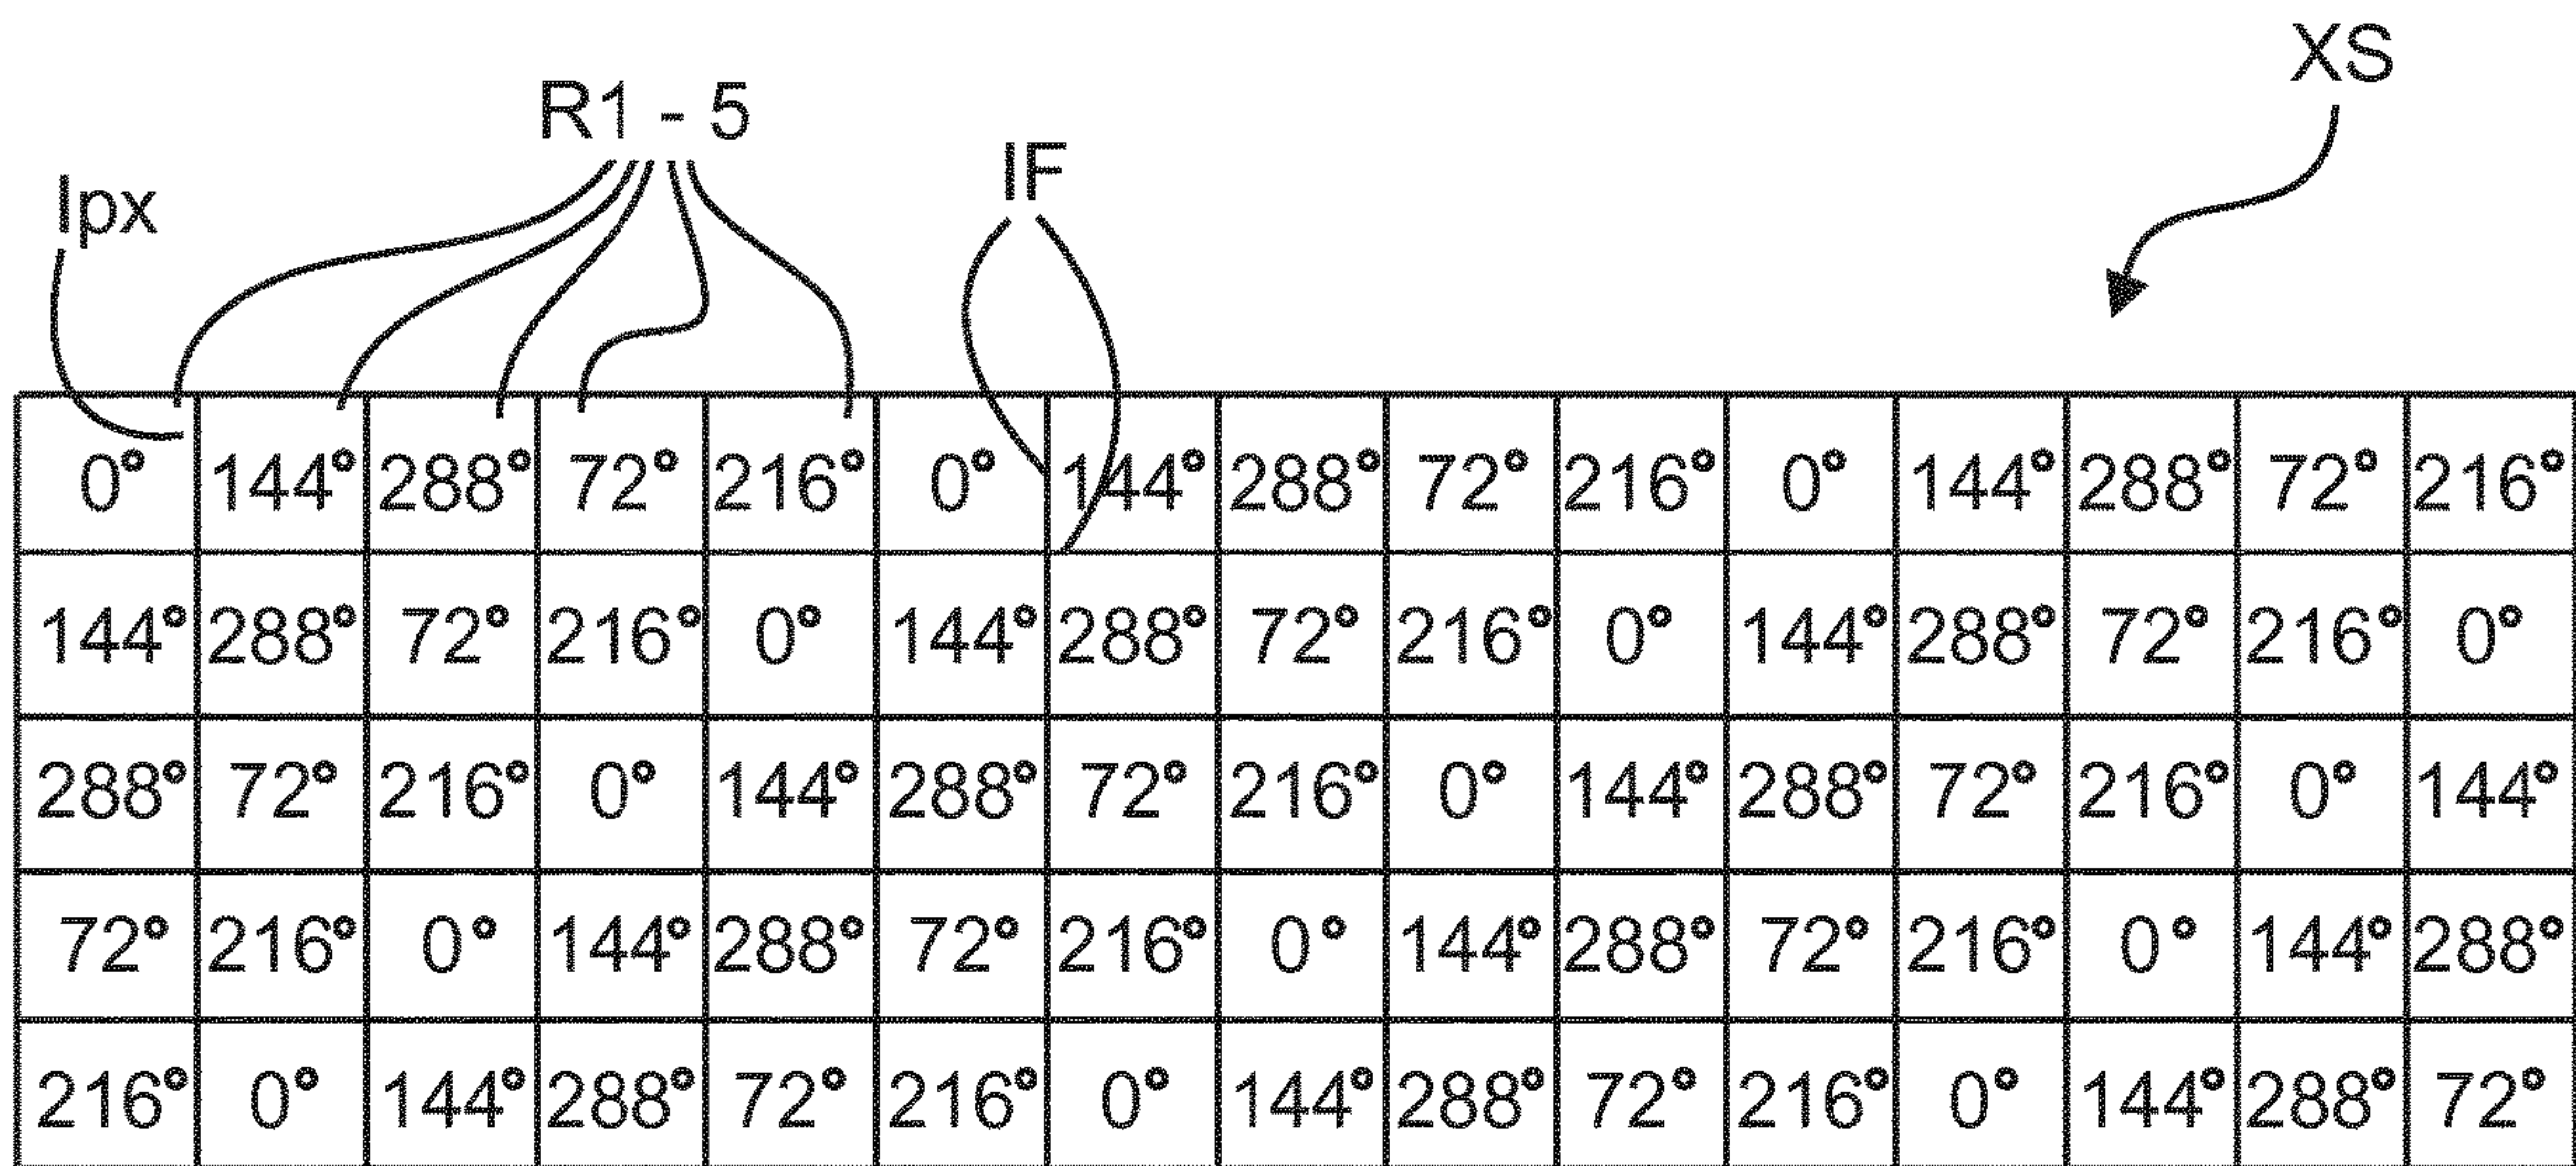 XS
R1 - 5
IF
Ipx
0° 144° 288° 72° 216° 0° 144° 288° 72° 216° 0° 144° 288° 72° 216°
144° 288° 72° 216° 0° 144° 288° 72° 216° 0° 144° 288° 72° 216° 0°
288° 72° 216° 0° 144° 288° 72° 216° 0° 144° 288° 72° 216° 0° 144°
72° 216° 0° 144° 288° 72° 216° 0° 144° 288° 72° 216° 0° 144° 288°
216° 0° 144° 288° 72° 216° 0° 144° 288° 72° 216° 0° 144° 288° 72°